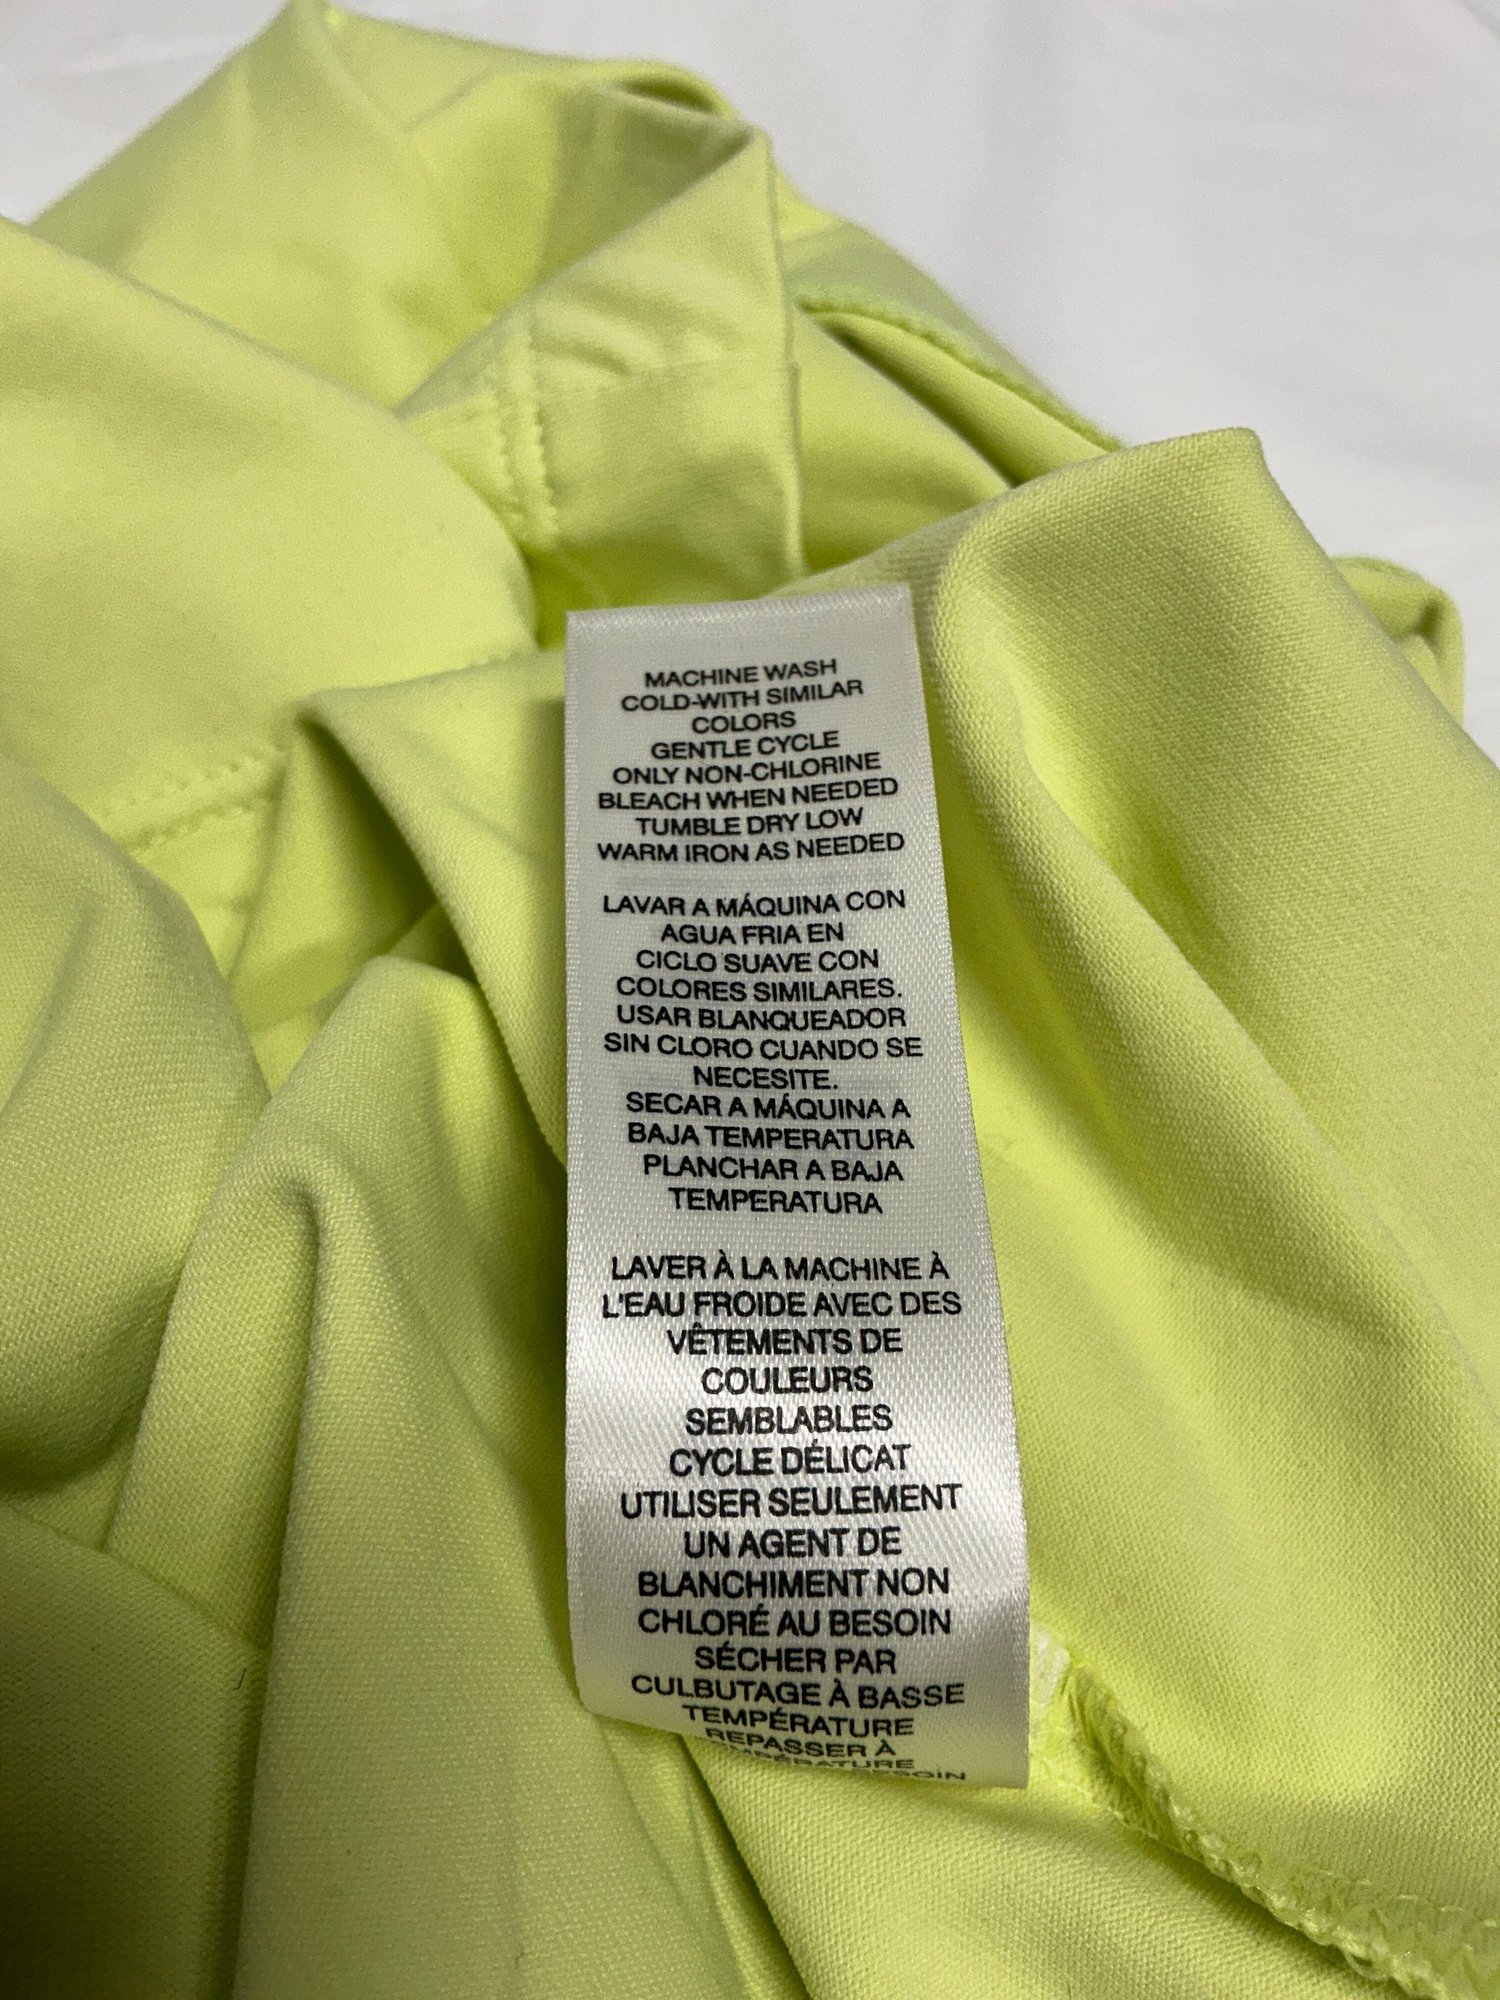 MACHINE WASH
COLD-WITH SIMILAR
COLORS
GENTLE CYCLE
ONLY NON-CHLORINE
BLEACH WHEN NEEDED
TUMBLE DRY LOW
WARM IRON AS NEEDED
LAVAR A MÁQUINA CON
AGUA FRIA EN
CICLO SUAVE CON
COLORES SIMILARES.
USAR BLANQUEADOR
SIN CLORO CUANDO SE
NECESITE.
SECAR A MÁQUINA A
BAJA TEMPERATURA
PLANCHAR A BAJA
TEMPERATURA
LAVER À LA MACHINE À
L'EAU FROIDE AVEC DES
VÊTEMENTS DE
COULEURS
SEMBLABLES
CYCLE DÉLICAT
UTILISER SEULEMENT
UN AGENT DE
BLANCHIMENT NON
CHLORÉ AU BESOIN
SÉCHER PAR
CULBUTAGE À BASSE
TEMPÉRATURE
REPASSER À